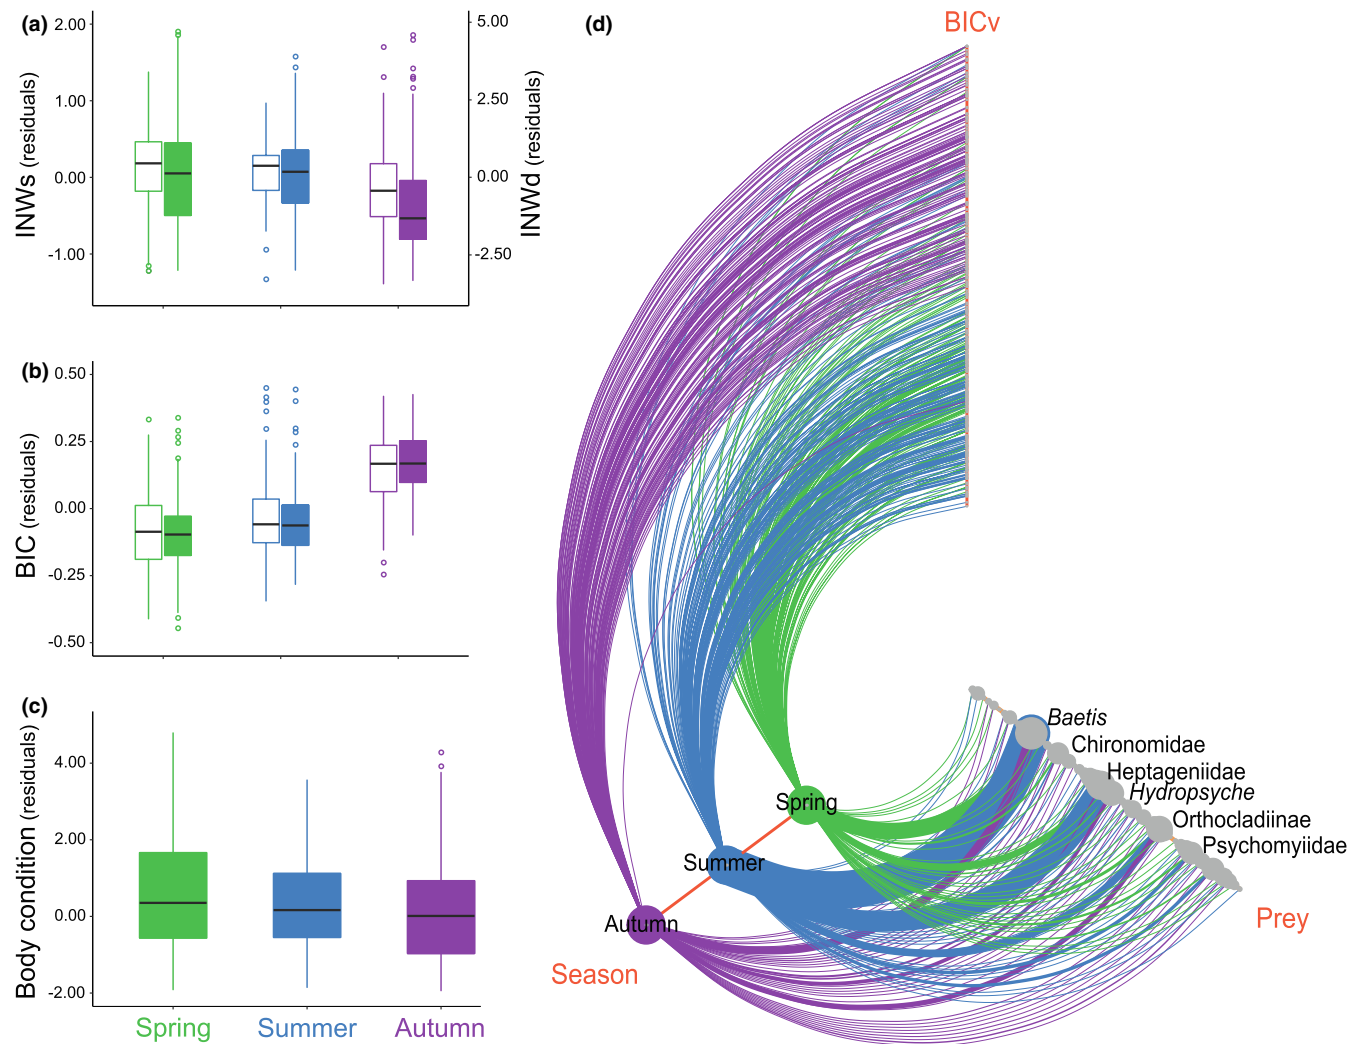 (a)
2.00
1.00
0.00
-1.00
INWs (residuals)
5.00
2.50
0.00
-2.50
INWd (residuals)
(b)
0.50
0.25
0.00
-0.25
-0.50
BIC (residuals)
(c)
4.00
2.00
0.00
-2.00
Body condition (residuals)
Spring
Summer
Autumn
(d)
BICv
Baetis
Chironomidae
Heptageniidae
Hydropsyche
Orthocladiinae
Psychomyiidae
Spring
Summer
Autumn
Prey
Season